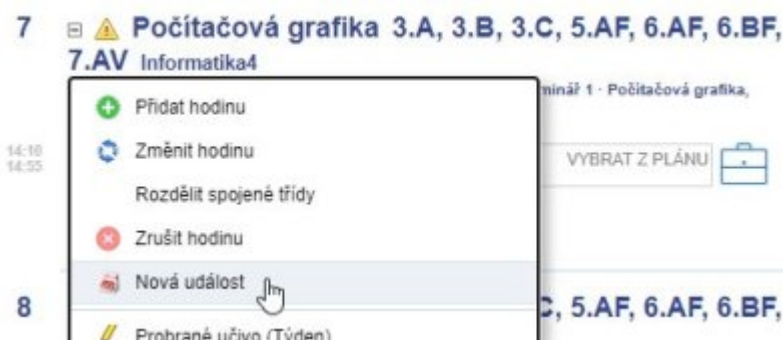 7 Počítačová grafika 3.A, 3.B, 3.C, 5.AF, 6.AF, 6.BF,
7.AV Informatika4
minář 1 · Počítačová grafika,
Přidat hodinu
14:10
14:55
Změnit hodinu
VYBRAT Z PLÁNU
Rozdělit spojené třídy
Zrušit hodinu
Nová událost
8 C, 5.AF, 6.AF, 6.BF,
Probrané učivo (Týden)